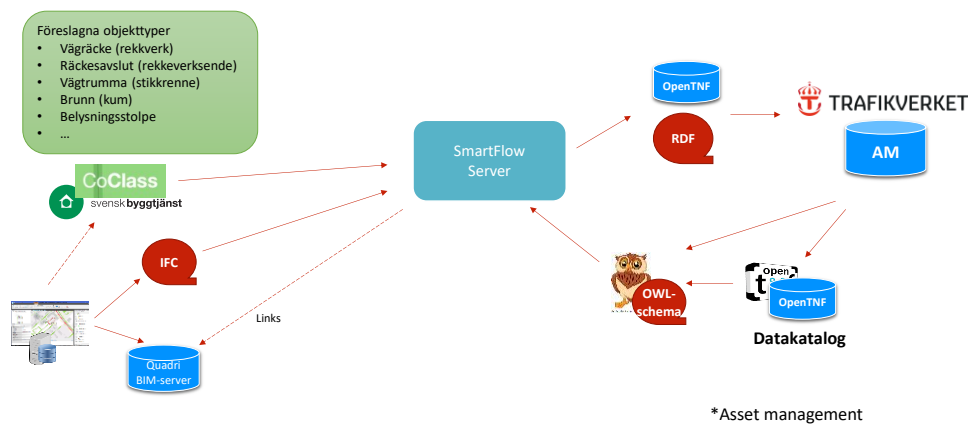 Föreslagna objekttyper
• Vägräcke (rekkverk)
• Räckesavslut (rekkeverksende)
• Vägtrumma (stikkrenne)
• Brunn (kum)
• Belysningsstolpe
• …
CoClass
svensk byggtjänst
IFC
Quadri
BIM-server
Links
SmartFlow
Server
OpenTNF
RDF
TRAFIKVERKET
AM
OWL-
schema
open
OpenTNF
Datakatalog
*Asset management